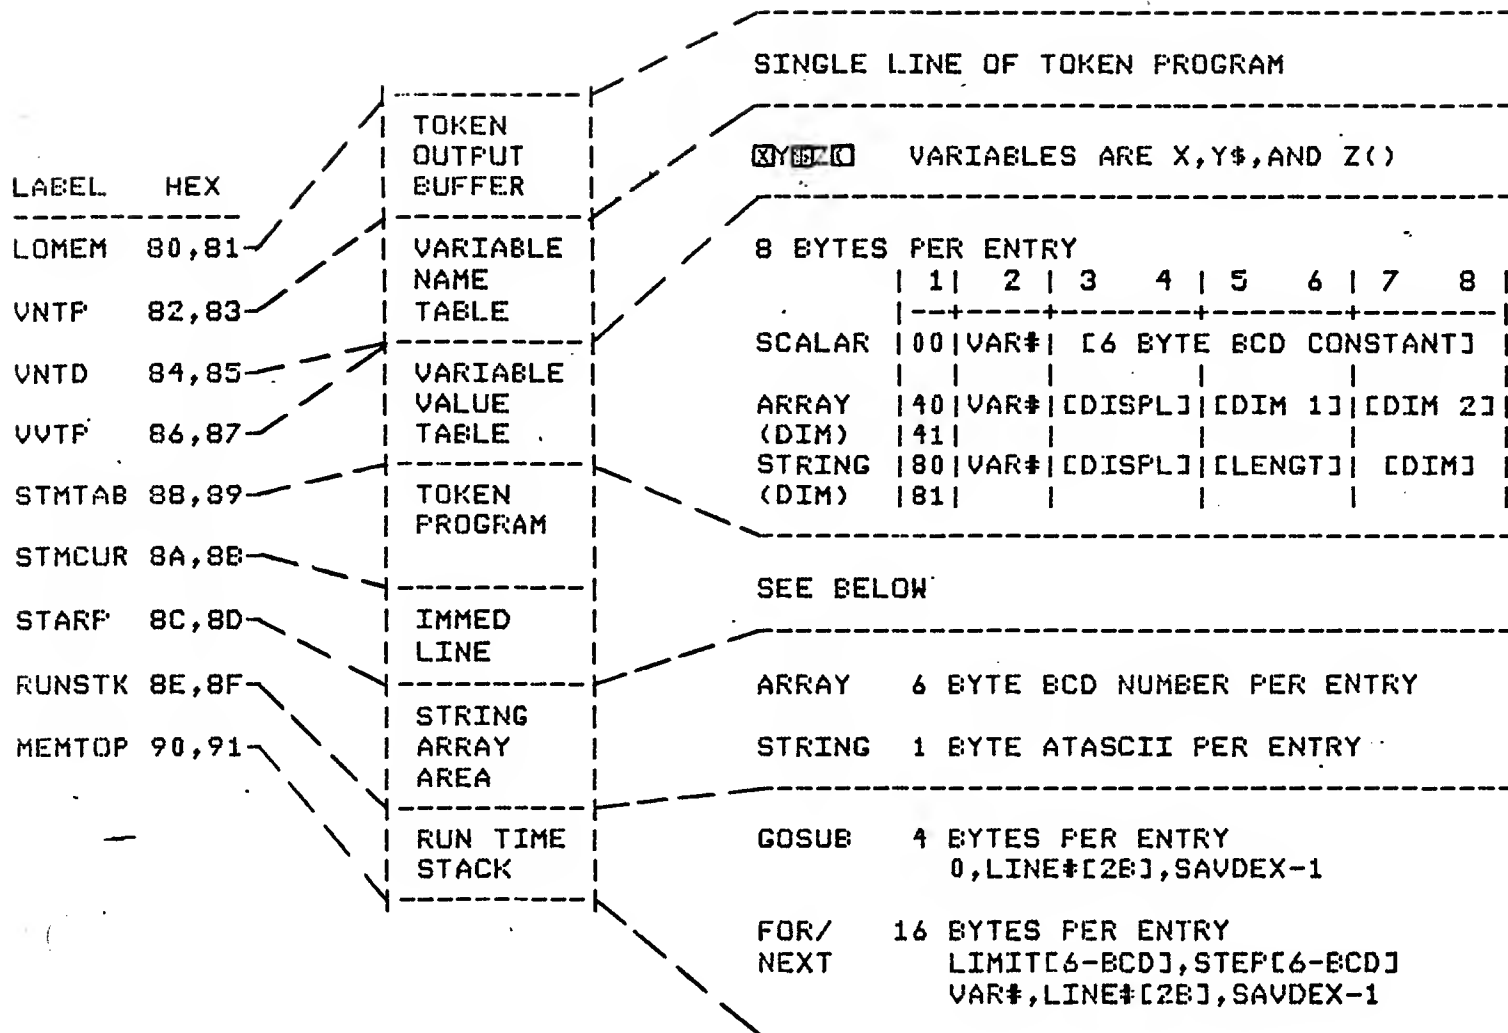 SINGLE LINE OF TOKEN PROGRAM
TOKEN
OUTPUT
BUFFER
XY$Z( VARIABLES ARE X,Y$,AND Z()
LABEL HEX
LOMEM 80,81
VARIABLE
NAME
TABLE
VNTP 82,83
8 BYTES PER ENTRY
| 1| 2 | 3 4 | 5 6 | 7 8 |
SCALAR |00|VAR#| [6 BYTE BCD CONSTANT] |
VNTD 84,85
VARIABLE
VALUE
TABLE
ARRAY |40|VAR#|[DISPL]|[DIM 1]|[DIM 2]|
(DIM) |41| | | | |
VVTP 86,87
STRING |80|VAR#|[DISPL]|[LENGT]| [DIM] |
(DIM) |81| | | | |
STMTAB 88,89
TOKEN
PROGRAM
STMCUR 8A,8B
SEE BELOW
STARP 8C,8D
IMMED
LINE
RUNSTK 8E,8F
ARRAY 6 BYTE BCD NUMBER PER ENTRY
STRING
ARRAY
AREA
MEMTOP 90,91
STRING 1 BYTE ATASCII PER ENTRY
RUN TIME
STACK
GOSUB 4 BYTES PER ENTRY
0,LINE#[2B],SAVDEX-1
FOR/ 16 BYTES PER ENTRY
NEXT LIMIT[6-BCD],STEP[6-BCD]
VAR#,LINE#[2B],SAVDEX-1